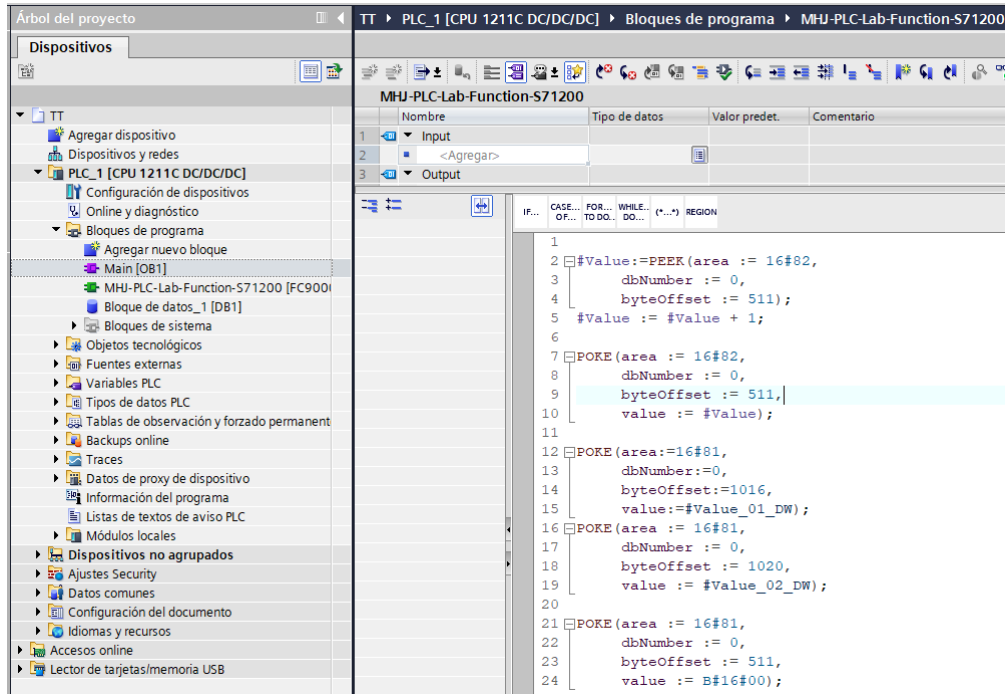 Árbol del proyecto
Dispositivos
TT
Agregar dispositivo
Dispositivos y redes
PLC_1 [CPU 1211C DC/DC/DC]
Configuración de dispositivos
Online y diagnóstico
Bloques de programa
Agregar nuevo bloque
Main [OB1]
MHJ-PLC-Lab-Function-S71200 [FC9000
Bloque de datos_1 [DB1]
Bloques de sistema
Objetos tecnológicos
Fuentes externas
Variables PLC
Tipos de datos PLC
Tablas de observación y forzado permanent
Backups online
Traces
Datos de proxy de dispositivo
Información del programa
Listas de textos de aviso PLC
Módulos locales
Dispositivos no agrupados
Ajustes Security
Datos comunes
Configuración del documento
Idiomas y recursos
Accesos online
Lector de tarjetas/memoria USB
TT PLC_1 [CPU 1211C DC/DC/DC] Bloques de programa MHJ-PLC-Lab-Function-S71200
MHJ-PLC-Lab-Function-S71200
Nombre Tipo de datos Valor predet. Comentario
1 Input
2 <Agregar>
3 Output
IF... CASE... OF... FOR... TO DO.. WHILE.. DO... (*...*) REGION
1
2 #Value:=PEEK(area := 16#82,
3 dbNumber := 0,
4 byteOffset := 511);
5 #Value := #Value + 1;
6
7 POKE(area := 16#82,
8 dbNumber := 0,
9 byteOffset := 511,
10 value := #Value);
11
12 POKE(area:=16#81,
13 dbNumber:=0,
14 byteOffset:=1016,
15 value:=#Value_01_DW);
16 POKE(area := 16#81,
17 dbNumber := 0,
18 byteOffset := 1020,
19 value := #Value_02_DW);
20
21 POKE(area := 16#81,
22 dbNumber := 0,
23 byteOffset := 511,
24 value := B#16#00);